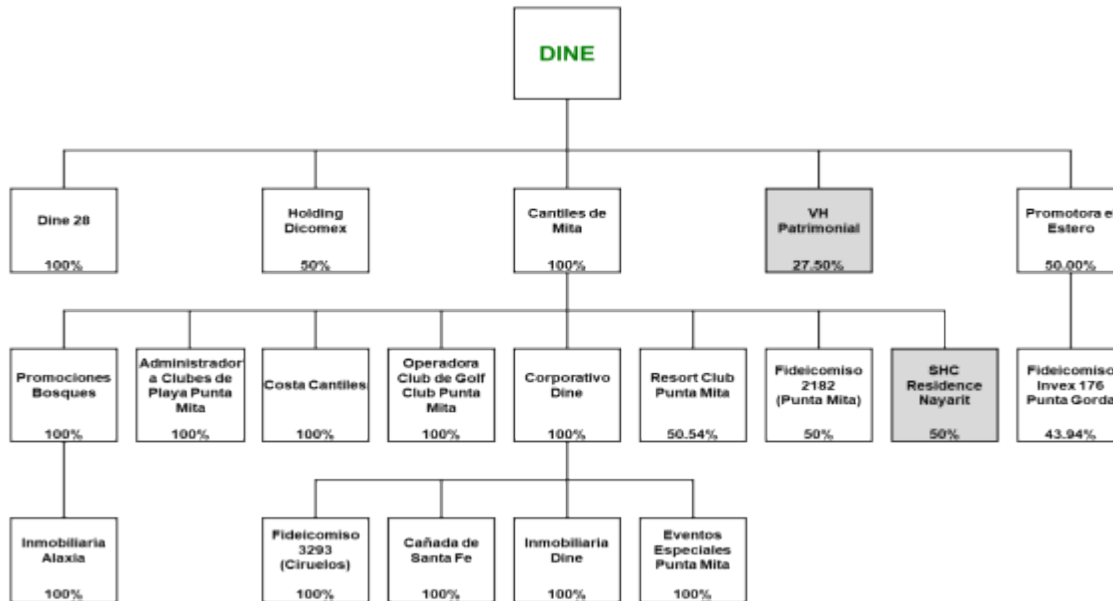 DINE
Dine 28
100%
Holding
Dicomex
50%
Cantiles de
Mita
100%
VH
Patrimonial
27.50%
Promotora el
Estero
50.00%
Promociones
Bosques
100%
Administrador
a Clubes de
Playa Punta
Mita
100%
Costa Cantiles
100%
Operadora
Club de Golf
Club Punta
Mita
100%
Corporativo
Dine
100%
Resort Club
Punta Mita
50.54%
Fideicomiso
2182
(Punta Mita)
50%
SHC
Residence
Nayarit
50%
Fideicomiso
Invex 176
Punta Gorda
43.94%
Inmobiliaria
Alaxia
100%
Fideicomiso
3293
(Ciruelos)
100%
Cañada de
Santa Fe
100%
Inmobiliaria
Dine
100%
Eventos
Especiales
Punta Mita
100%